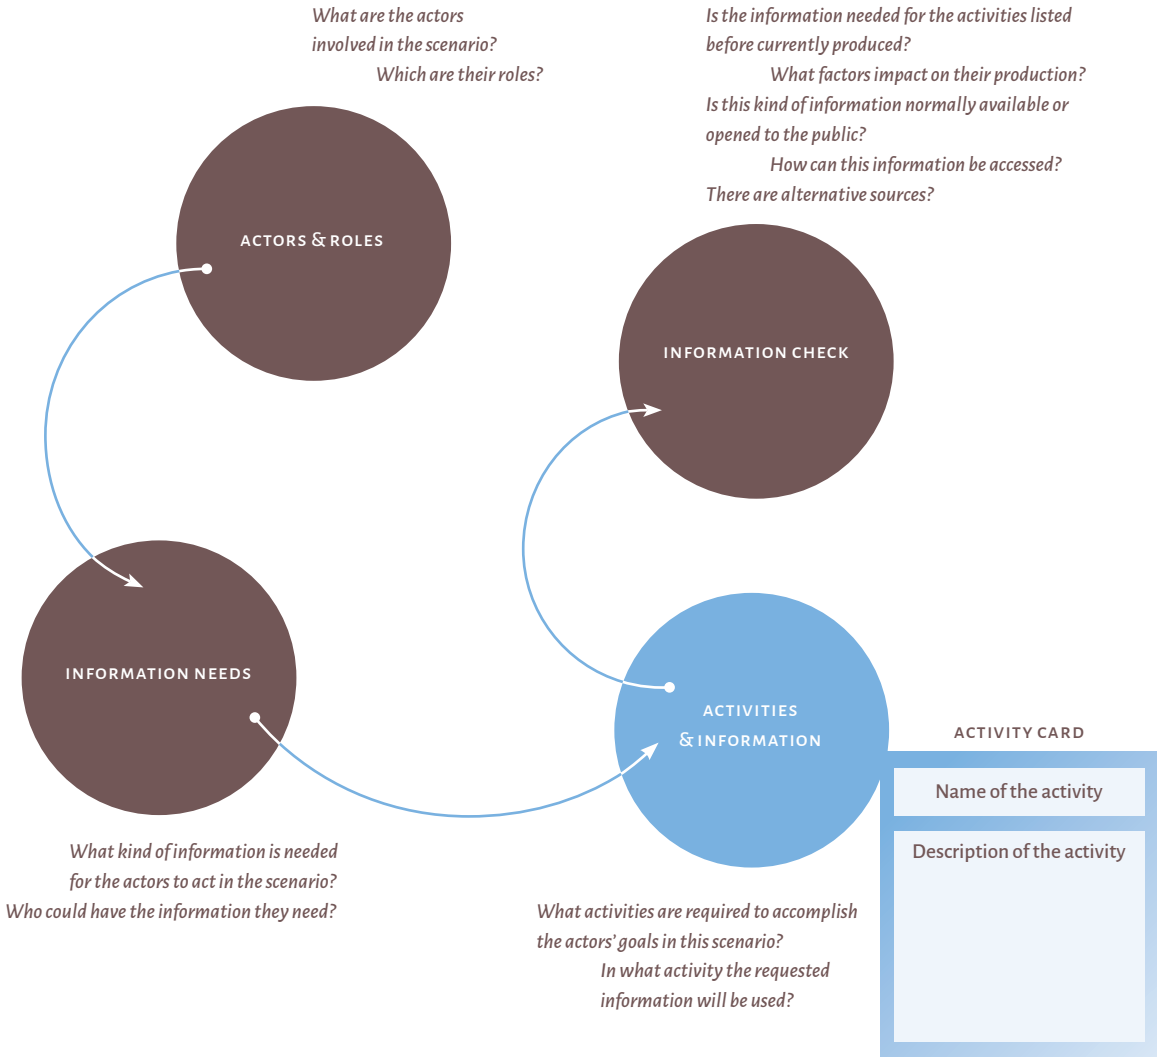 What are the actors
involved in the scenario?
Which are their roles?
ACTORS & ROLES
INFORMATION NEEDS
What kind of information is needed
for the actors to act in the scenario?
Who could have the information they need?
Is the information needed for the activities listed
before currently produced?
What factors impact on their production?
Is this kind of information normally available or
opened to the public?
How can this information be accessed?
There are alternative sources?
INFORMATION CHECK
ACTIVITIES
& INFORMATION
What activities are required to accomplish
the actors' goals in this scenario?
In what activity the requested
information will be used?
ACTIVITY CARD
Name of the activity
Description of the activity